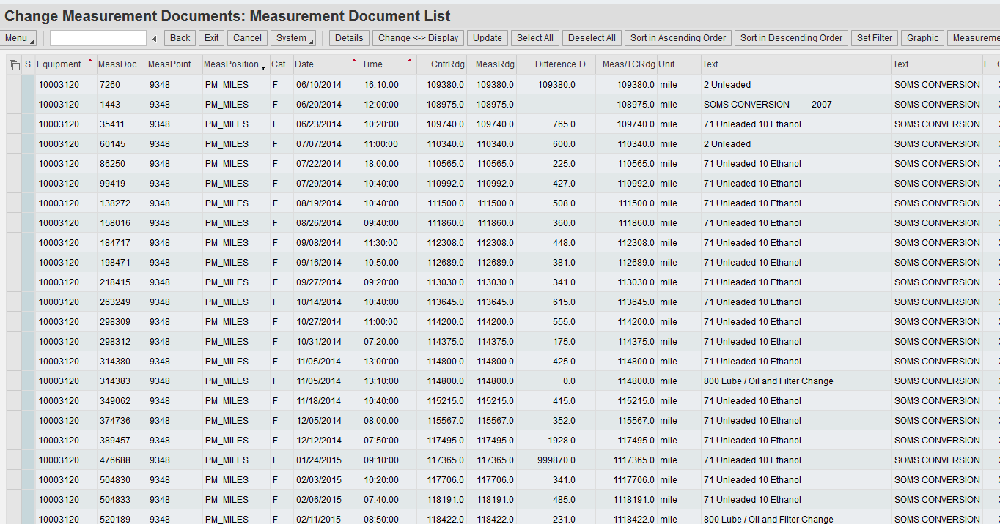 Change Measurement Documents: Measurement Document List
Menu Back Exit Cancel System Details Change <-> Display Update Select All Deselect All Sort in Ascending Order Sort in Descending Order Set Filter Graphic Measureme
S Equipment MeasDoc. MeasPoint MeasPosition Cat Date Time CntrRdg MeasRdg Difference D Meas/TCRdg Unit Text Text L
10003120 7260 9348 PM_MILES F 06/10/2014 16:10:00 109380.0 109380.0 109380.0 109380.0 mile 2 Unleaded SOMS CONVERSION
10003120 1443 9348 PM_MILES F 06/20/2014 12:00:00 108975.0 108975.0 108975.0 mile SOMS CONVERSION 2007 SOMS CONVERSION
10003120 35411 9348 PM_MILES F 06/23/2014 10:20:00 109740.0 109740.0 765.0 109740.0 mile 71 Unleaded 10 Ethanol SOMS CONVERSION
10003120 60145 9348 PM_MILES F 07/07/2014 11:00:00 110340.0 110340.0 600.0 110340.0 mile 2 Unleaded SOMS CONVERSION
10003120 86250 9348 PM_MILES F 07/22/2014 18:00:00 110565.0 110565.0 225.0 110565.0 mile 71 Unleaded 10 Ethanol SOMS CONVERSION
10003120 99419 9348 PM_MILES F 07/29/2014 10:40:00 110992.0 110992.0 427.0 110992.0 mile 71 Unleaded 10 Ethanol SOMS CONVERSION
10003120 138272 9348 PM_MILES F 08/19/2014 10:40:00 111500.0 111500.0 508.0 111500.0 mile 71 Unleaded 10 Ethanol SOMS CONVERSION
10003120 158016 9348 PM_MILES F 08/26/2014 09:40:00 111860.0 111860.0 360.0 111860.0 mile 71 Unleaded 10 Ethanol SOMS CONVERSION
10003120 184717 9348 PM_MILES F 09/08/2014 11:30:00 112308.0 112308.0 448.0 112308.0 mile 71 Unleaded 10 Ethanol SOMS CONVERSION
10003120 198471 9348 PM_MILES F 09/16/2014 10:50:00 112689.0 112689.0 381.0 112689.0 mile 71 Unleaded 10 Ethanol SOMS CONVERSION
10003120 218415 9348 PM_MILES F 09/27/2014 09:20:00 113030.0 113030.0 341.0 113030.0 mile 71 Unleaded 10 Ethanol SOMS CONVERSION
10003120 263249 9348 PM_MILES F 10/14/2014 10:40:00 113645.0 113645.0 615.0 113645.0 mile 71 Unleaded 10 Ethanol SOMS CONVERSION
10003120 298309 9348 PM_MILES F 10/27/2014 11:00:00 114200.0 114200.0 555.0 114200.0 mile 71 Unleaded 10 Ethanol SOMS CONVERSION
10003120 298312 9348 PM_MILES F 10/31/2014 07:20:00 114375.0 114375.0 175.0 114375.0 mile 71 Unleaded 10 Ethanol SOMS CONVERSION
10003120 314380 9348 PM_MILES F 11/05/2014 13:00:00 114800.0 114800.0 425.0 114800.0 mile 71 Unleaded 10 Ethanol SOMS CONVERSION
10003120 314383 9348 PM_MILES F 11/05/2014 13:10:00 114800.0 114800.0 0.0 114800.0 mile 800 Lube / Oil and Filter Change SOMS CONVERSION
10003120 349062 9348 PM_MILES F 11/18/2014 10:40:00 115215.0 115215.0 415.0 115215.0 mile 71 Unleaded 10 Ethanol SOMS CONVERSION
10003120 374736 9348 PM_MILES F 12/05/2014 08:00:00 115567.0 115567.0 352.0 115567.0 mile 71 Unleaded 10 Ethanol SOMS CONVERSION
10003120 389457 9348 PM_MILES F 12/12/2014 07:50:00 117495.0 117495.0 1928.0 117495.0 mile 71 Unleaded 10 Ethanol SOMS CONVERSION
10003120 476688 9348 PM_MILES F 01/24/2015 09:10:00 117365.0 117365.0 999870.0 1117365.0 mile 71 Unleaded 10 Ethanol SOMS CONVERSION
10003120 504830 9348 PM_MILES F 02/03/2015 10:20:00 117706.0 117706.0 341.0 1117706.0 mile 71 Unleaded 10 Ethanol SOMS CONVERSION
10003120 504833 9348 PM_MILES F 02/06/2015 07:40:00 118191.0 118191.0 485.0 1118191.0 mile 71 Unleaded 10 Ethanol SOMS CONVERSION
10003120 520189 9348 PM_MILES F 02/11/2015 08:50:00 118422.0 118422.0 231.0 1118422.0 mile 800 Lube / Oil and Filter Change SOMS CONVERSION